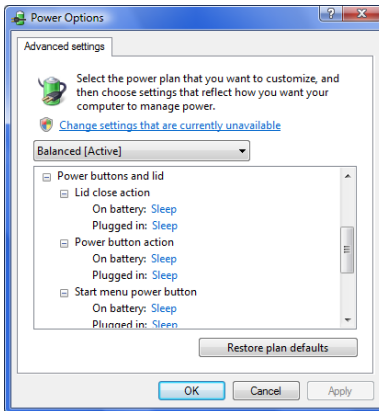 Power Options
Advanced settings
Select the power plan that you want to customize, and
then choose settings that reflect how you want your
computer to manage power.
Change settings that are currently unavailable
Balanced [Active]
Power buttons and lid
Lid close action
On battery: Sleep
Plugged in: Sleep
Power button action
On battery: Sleep
Plugged in: Sleep
Start menu power button
On battery: Sleep
Plugged in: Sleep
Restore plan defaults
OK Cancel Apply